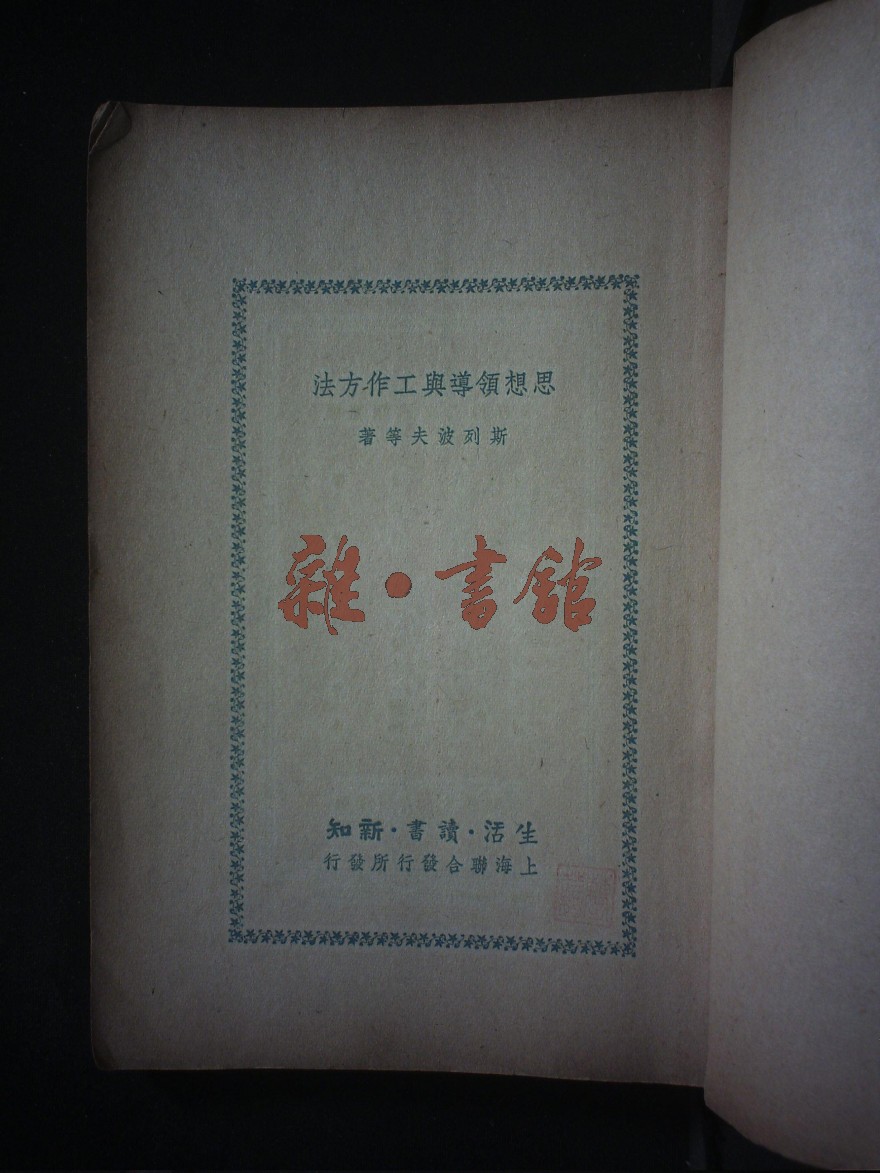 思想領導與工作方法
斯列波夫等著
雜·書館
生活·讀書·新知
上海聯合發行所發行